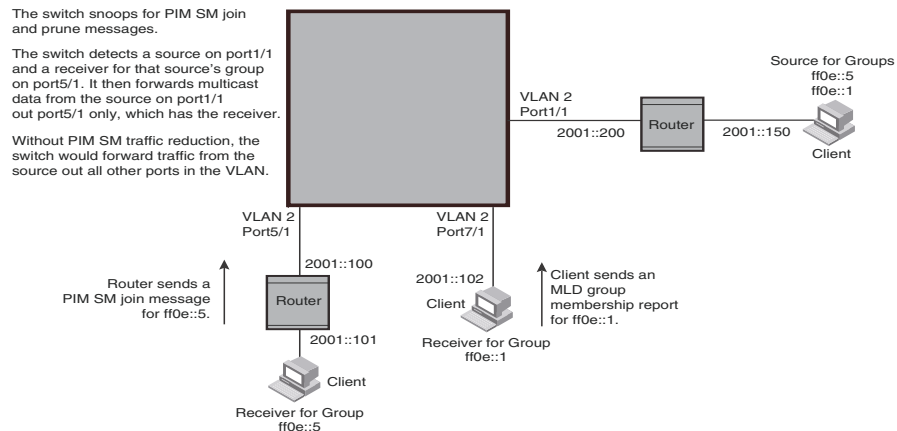 The switch snoops for PIM SM join
and prune messages.
The switch detects a source on port1/1
and a receiver for that source's group
on port5/1. It then forwards multicast
data from the source on port1/1
out port5/1 only, which has the receiver.
Without PIM SM traffic reduction, the
switch would forward traffic from the
source out all other ports in the VLAN.
Source for Groups
ff0e::5
ff0e::1
VLAN 2
Port1/1
2001::200
Router
2001::150
Client
VLAN 2
Port5/1
VLAN 2
Port7/1
Router sends a
PIM SM join message
for ff0e::5.
2001::100
Router
2001::101
Client
Receiver for Group
ff0e::5
2001::102
Client
Receiver for Group
ff0e::1
Client sends an
MLD group
membership report
for ff0e::1.